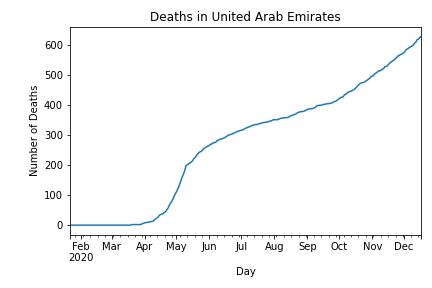 Deaths in United Arab Emirates
Number of Deaths
600
500
400
300
200
100
0
Feb Mar Apr May Jun Jul Aug Sep Oct Nov Dec
2020
Day